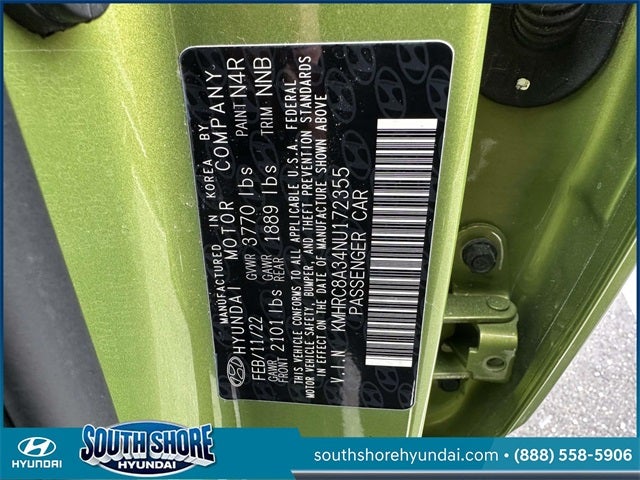 MANUFACTURED IN KOREA BY
HYUNDAI MOTOR COMPANY
FEB/11/22 GVWR 3770 lbs PAINT N4R
GAWR FRONT 2101 lbs GAWR REAR 1889 lbs TRIM NNB
THIS VEHICLE CONFORMS TO ALL APPLICABLE U.S.A. FEDERAL
MOTOR VEHICLE SAFETY, BUMPER, AND THEFT PREVENTION STANDARDS
IN EFFECT ON THE DATE OF MANUFACTURE SHOWN ABOVE
V.I.N KMHRC8A34NU172355
PASSENGER CAR
HYUNDAI
SOUTH SHORE
HYUNDAI
southshorehyundai.com • (888) 558-5906